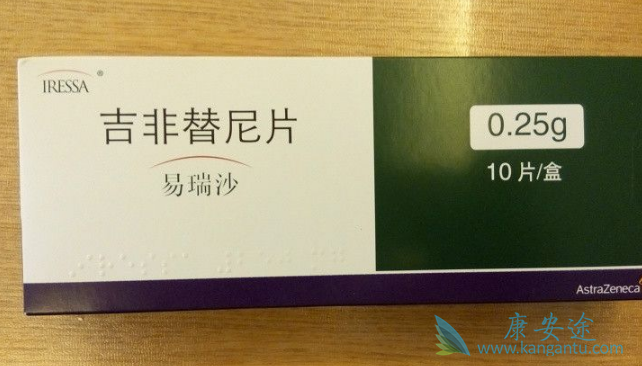 IRESSA®
吉非替尼片
易瑞沙
0.25g
10片/盒
AstraZeneca
康安途
www.kangantu.com